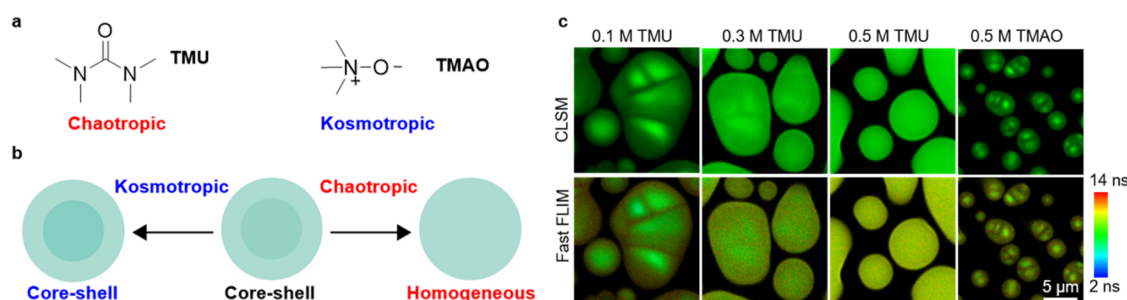 a
O
N
N
TMU
Chaotropic
N
+
O
−
TMAO
Kosmotropic
b
Kosmotropic
Chaotropic
Core-shell
Core-shell
Homogeneous
c
0.1 M TMU
0.3 M TMU
0.5 M TMU
0.5 M TMAO
CLSM
Fast FLIM
14 ns
5 µm
2 ns